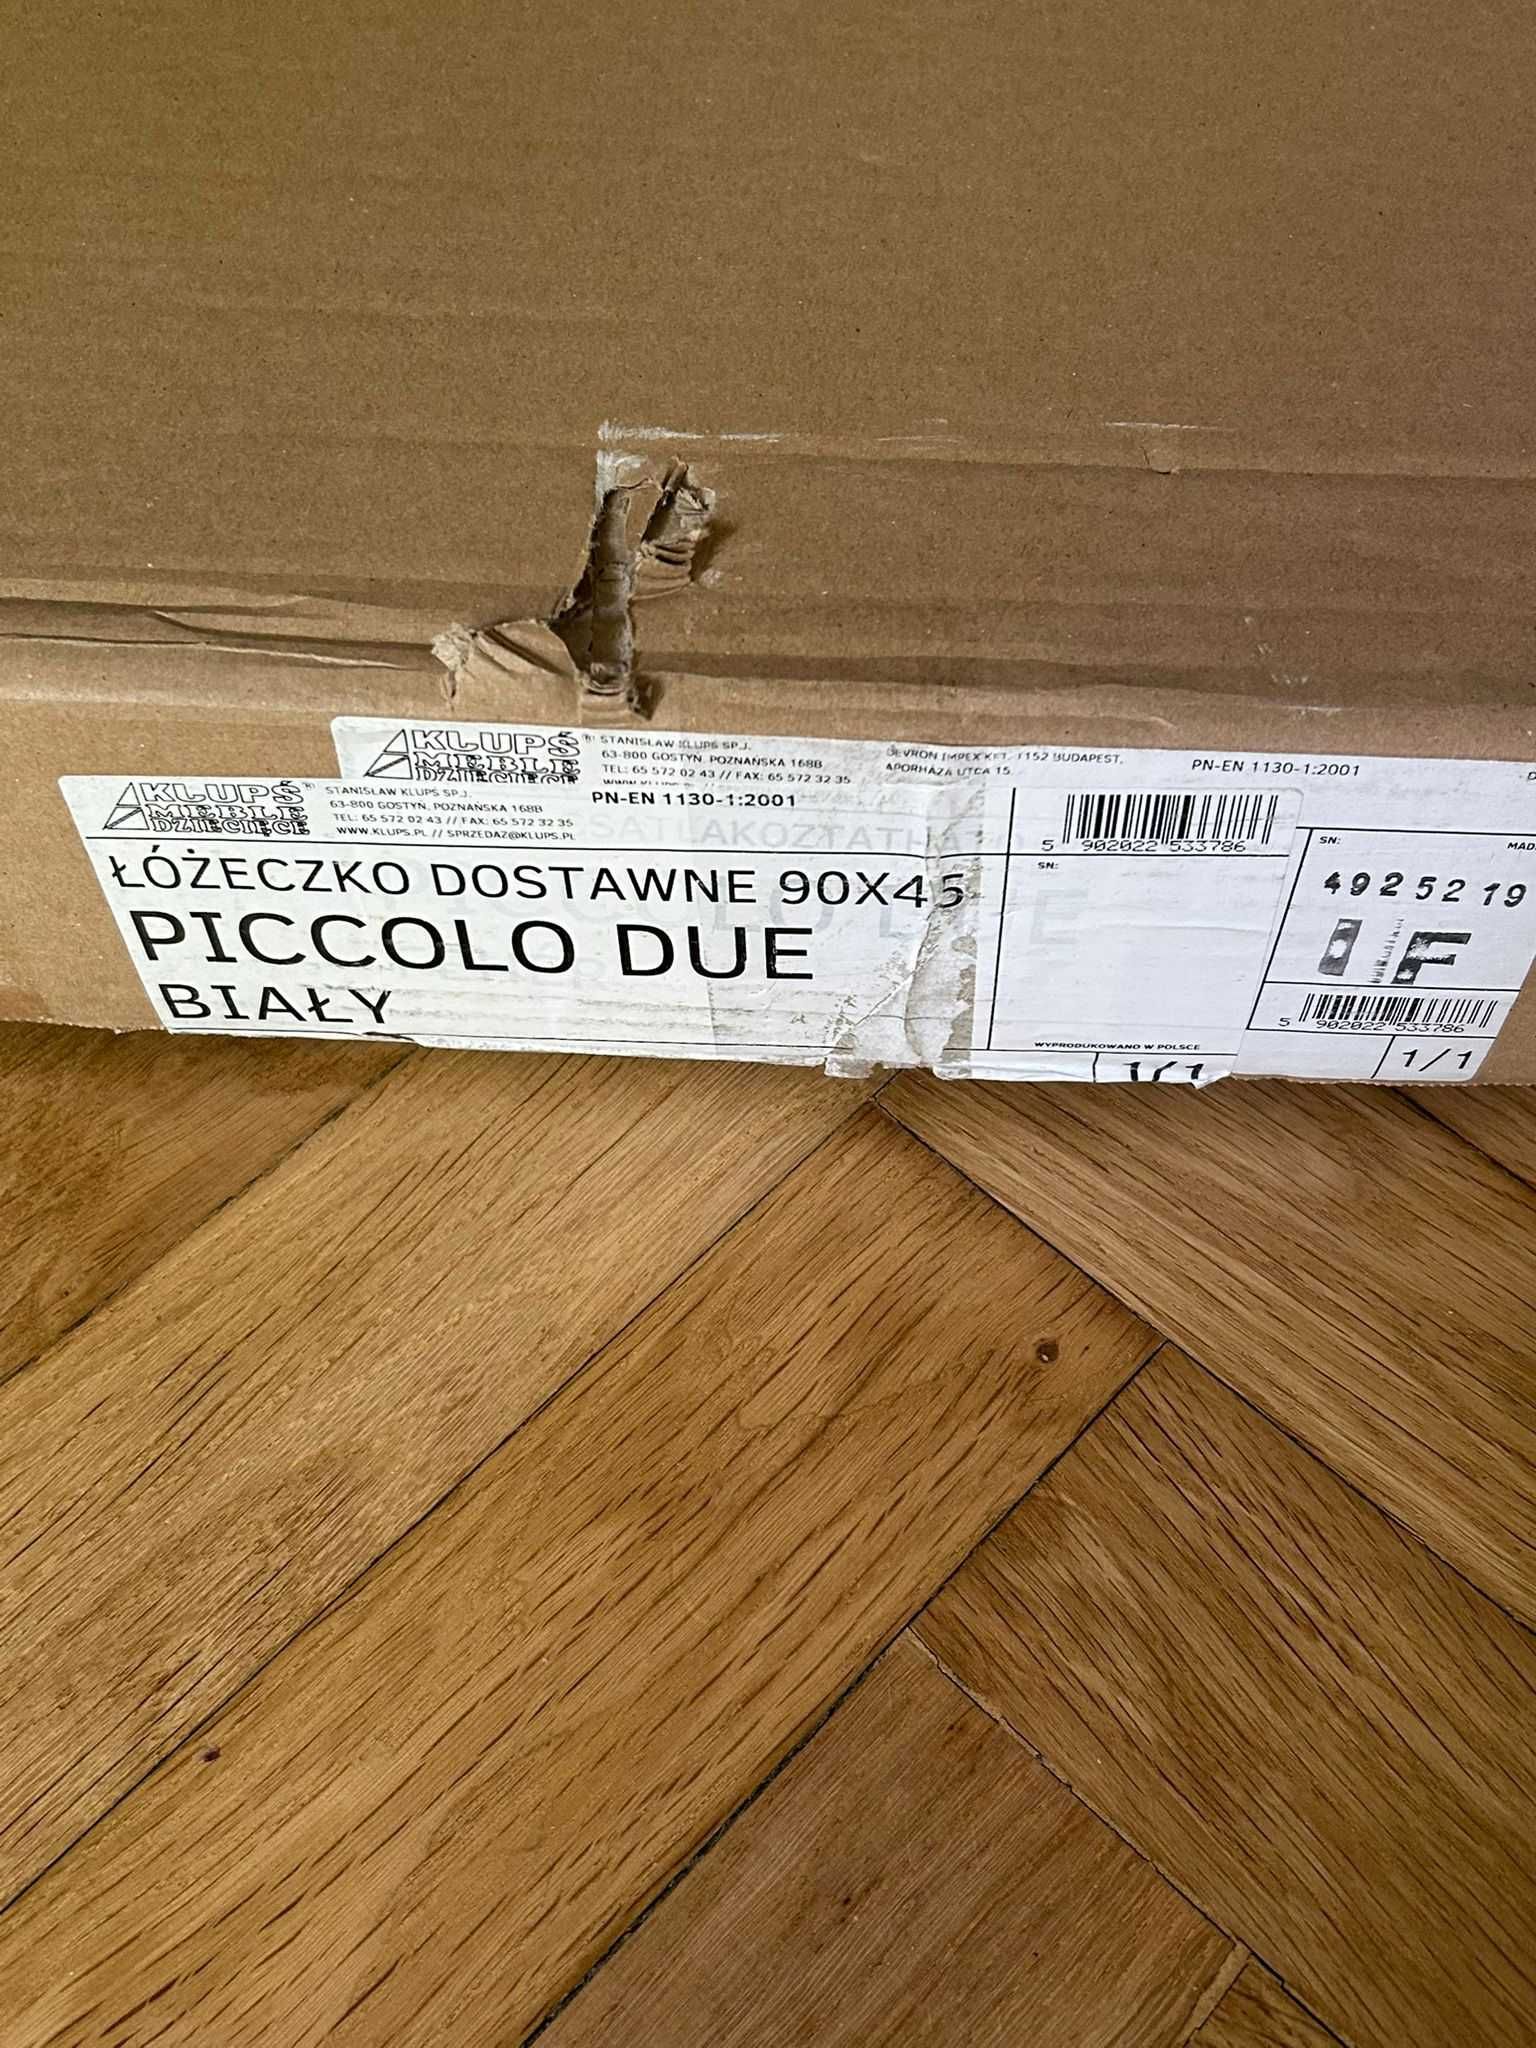 KLUPŚ®
MEBLE
DZIECIĘCE
STANISŁAW KLUPŚ SP.J.
63-800 GOSTYŃ, POZNAŃSKA 168B
TEL: 65 572 02 43 // FAX: 65 572 32 35
DEVRON IMPEX KFT. 1152 BUDAPEST,
APORHÁZA UTCA 15
PN-EN 1130-1:2001
KLUPŚ®
MEBLE
DZIECIĘCE
STANISŁAW KLUPŚ SP.J.
63-800 GOSTYŃ, POZNAŃSKA 168B
TEL: 65 572 02 43 // FAX: 65 572 32 35
WWW.KLUPS.PL // SPRZEDAZ@KLUPS.PL
PN-EN 1130-1:2001
ŁÓŻECZKO DOSTAWNE 90X45
PICCOLO DUE
BIAŁY
5 902022 533786
SN:
WYPRODUKOWANO W POLSCE
1/1
SN:
4925219
F
5 902022 533786
1/1